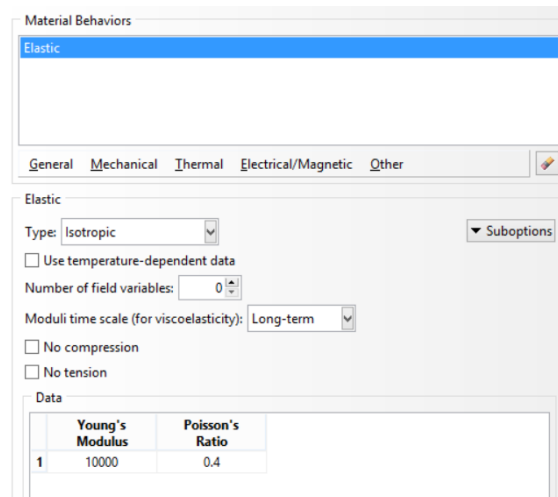 Material Behaviors
Elastic
General Mechanical Thermal Electrical/Magnetic Other
Elastic
Type: Isotropic Suboptions
Use temperature-dependent data
Number of field variables: 0
Moduli time scale (for viscoelasticity): Long-term
No compression
No tension
Data
Young's Poisson's
Modulus Ratio
1 10000 0.4